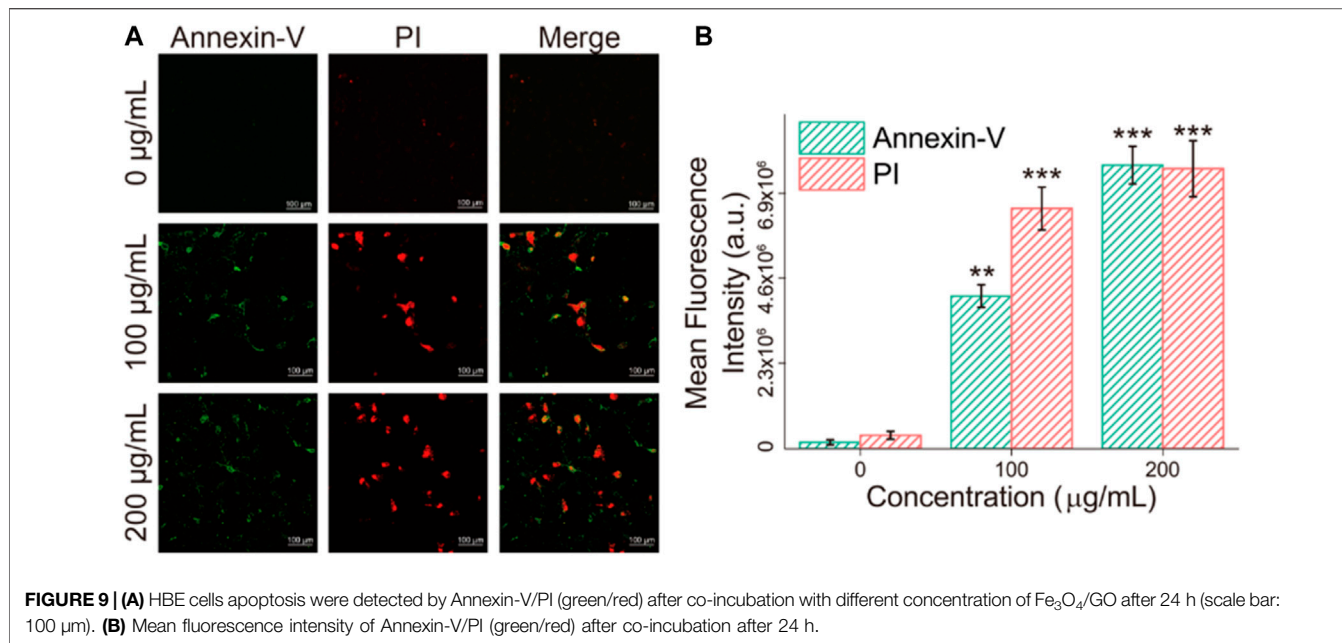 A
Annexin-V PI Merge
0 µg/mL
100 µm 100 µm 100 µm
100 µg/mL
100 µm 100 µm 100 µm
200 µg/mL
100 µm 100 µm 100 µm
B
Annexin-V
PI
*** ***
***
**
Mean Fluorescence
Intensity (a.u.)
6.9x10⁶
4.6x10⁶
2.3x10⁶
0
0 100 200
Concentration (µg/mL)
FIGURE 9 | (A) HBE cells apoptosis were detected by Annexin-V/PI (green/red) after co-incubation with different concentration of Fe₃O₄/GO after 24 h (scale bar:
100 µm). (B) Mean fluorescence intensity of Annexin-V/PI (green/red) after co-incubation after 24 h.